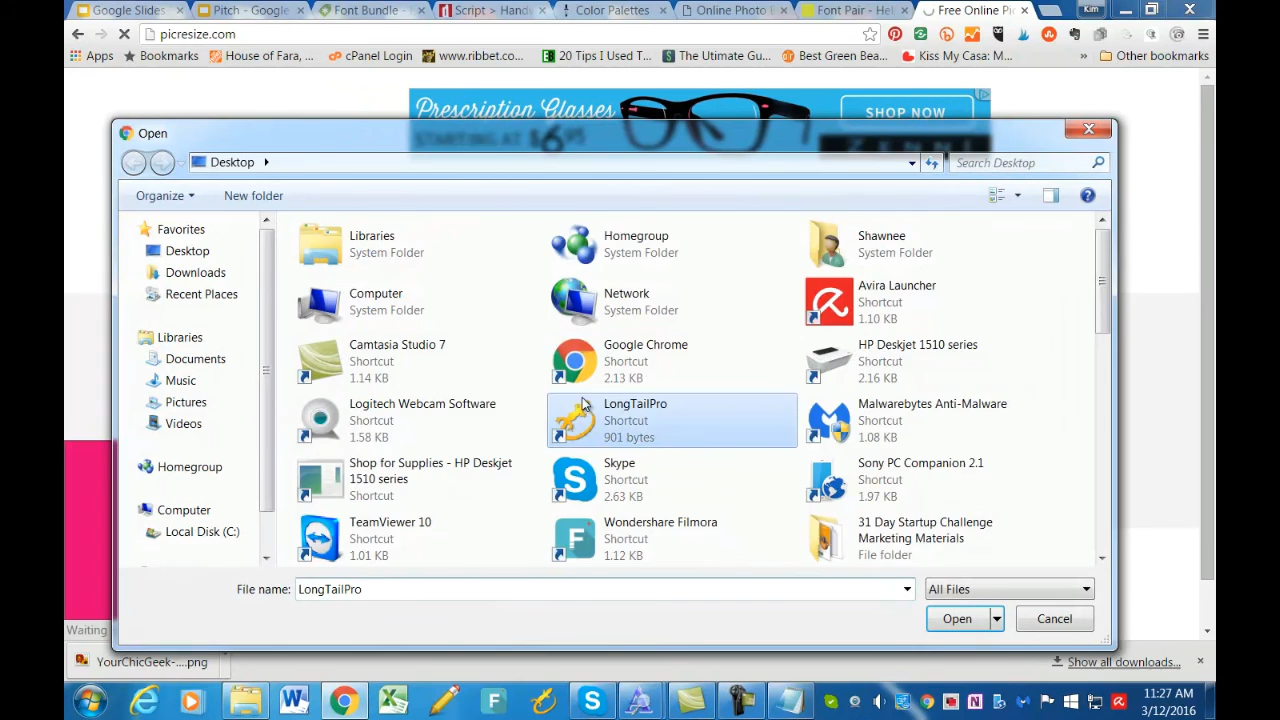 Google Slides
Pitch - Google
Font Bundle -
Script > Hand
Color Palettes
Online Photo
Font Pair - Hel
Free Online Pi
Kim
picresize.com
Apps
Bookmarks
House of Fara, ...
cPanel Login
www.ribbet.co...
20 Tips I Used T...
The Ultimate Gu...
Best Green Bea...
Kiss My Casa: M...
»
Other bookmarks
Prescription Glasses
STARTING AT $6.95
SHOP NOW
ZENNI
Open
Desktop
Search Desktop
Organize
New folder
Favorites
Desktop
Downloads
Recent Places
Libraries
Documents
Music
Pictures
Videos
Homegroup
Computer
Local Disk (C:)
Libraries
System Folder
Homegroup
System Folder
Shawnee
System Folder
Computer
System Folder
Network
System Folder
Avira Launcher
Shortcut
1.10 KB
Camtasia Studio 7
Shortcut
1.14 KB
Google Chrome
Shortcut
2.13 KB
HP Deskjet 1510 series
Shortcut
2.16 KB
Logitech Webcam Software
Shortcut
1.58 KB
LongTailPro
Shortcut
901 bytes
Malwarebytes Anti-Malware
Shortcut
1.08 KB
Shop for Supplies - HP Deskjet
1510 series
Shortcut
Skype
Shortcut
2.63 KB
Sony PC Companion 2.1
Shortcut
1.97 KB
TeamViewer 10
Shortcut
1.01 KB
Wondershare Filmora
Shortcut
1.12 KB
31 Day Startup Challenge
Marketing Materials
File folder
File name:
LongTailPro
All Files
Open
Cancel
Waiting
YourChicGeek-....png
Show all downloads...
11:27 AM
3/12/2016